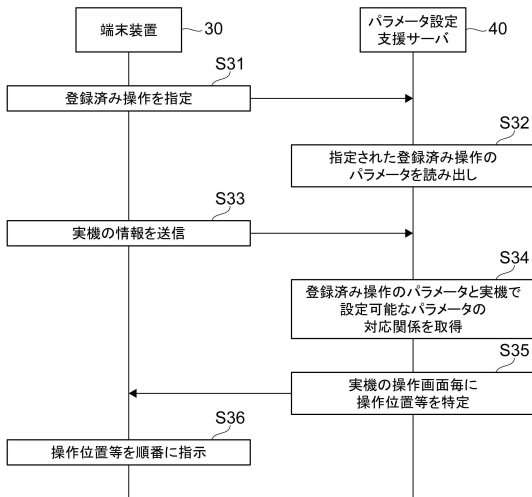 端末装置
30
パラメータ設定
支援サーバ
40
S31
登録済み操作を指定
S32
指定された登録済み操作の
パラメータを読み出し
S33
実機の情報を送信
S34
登録済み操作のパラメータと実機で
設定可能なパラメータの
対応関係を取得
S35
実機の操作画面毎に
操作位置等を特定
S36
操作位置等を順番に指示